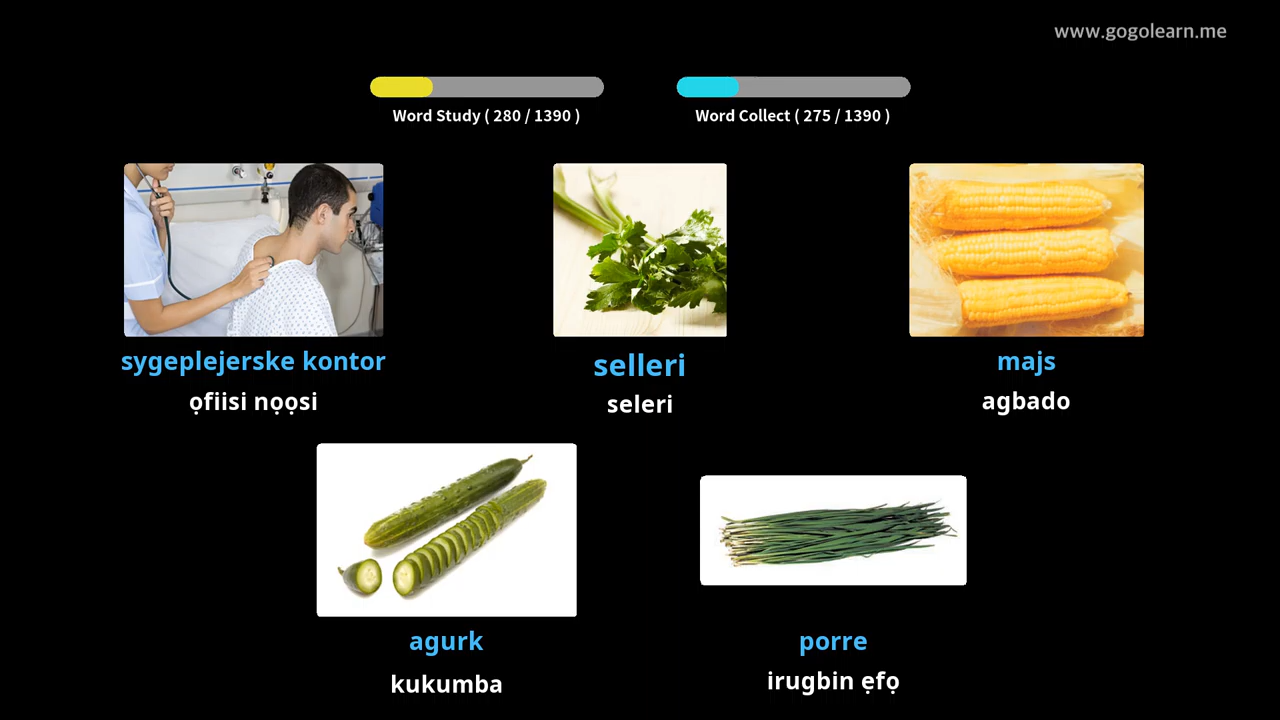 www.gogolearn.me
Word Study ( 280 / 1390 )
Word Collect ( 275 / 1390 )
sygeplejerske kontor
ọfiisi nọọsi
selleri
seleri
majs
agbado
agurk
kukumba
porre
irugbin ẹfọ